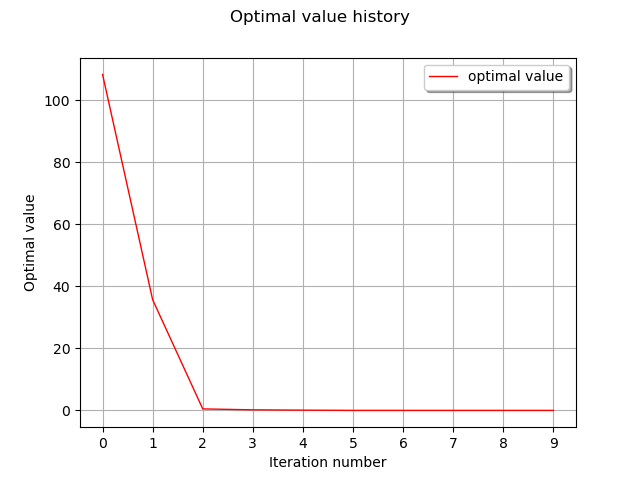 Optimal value history
optimal value
100
80
60
40
20
0
Optimal value
0 1 2 3 4 5 6 7 8 9
Iteration number